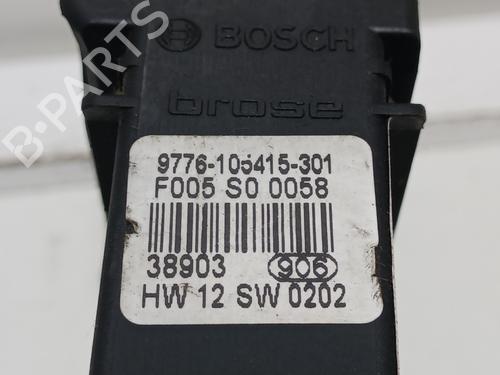 BOSCH
brose
9776-105415-301
F005 S0 0058
38903 906
HW 12 SW 0202
B-PARTS